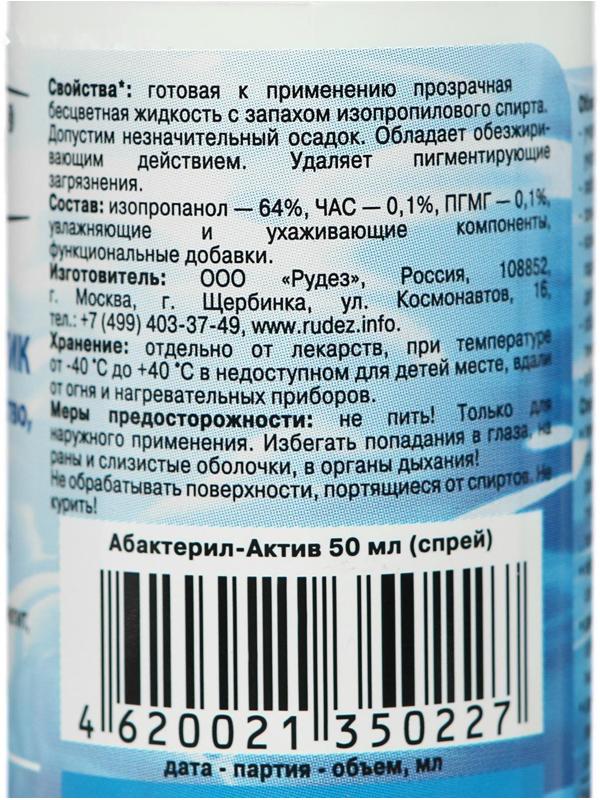 Свойства*: готовая к применению прозрачная
бесцветная жидкость с запахом изопропилового спирта.
Допустим незначительный осадок. Обладает обезжири-
вающим действием. Удаляет пигментирующие
загрязнения.
Состав: изопропанол — 64%, ЧАС — 0,1%, ПГМГ – 0,1%,
увлажняющие и ухаживающие компоненты,
функциональные добавки.
Изготовитель: ООО «Рудез», Россия, 108852,
г. Москва, г. Щербинка, ул. Космонавтов, 16,
тел.: +7 (499) 403-37-49, www.rudez.info.
Хранение: отдельно от лекарств, при температуре
от -40 °С до +40 °С в недоступном для детей месте, вдали
от огня и нагревательных приборов.
Меры предосторожности: не пить! Только для
наружного применения. Избегать попадания в глаза, на
раны и слизистые оболочки, в органы дыхания!
Не обрабатывать поверхности, портящиеся от спиртов. Не
курить!
Абактерил-Актив 50 мл (спрей)
4 620021 350227
дата - партия - объем, мл